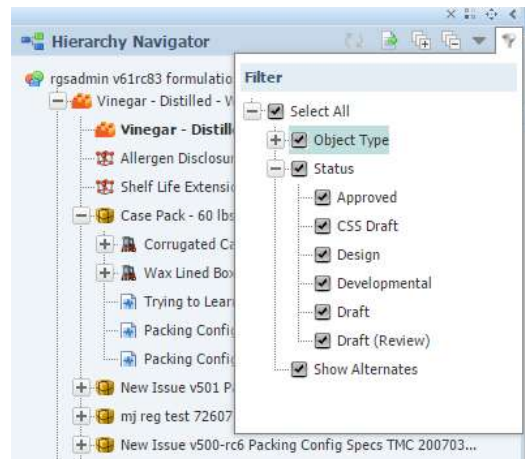 Hierarchy Navigator
rgsadmin v61rc83 formulatio
Vinegar - Distilled - W
Vinegar - Distill
Allergen Disclosur
Shelf Life Extensi
Case Pack - 60 lbs
Corrugated Ca
Wax Lined Box
Trying to Lear
Packing Config
Packing Config
New Issue v501 P
mj reg test 72607
New Issue v500-rc6 Packing Config Specs TMC 200703...
Filter
Select All
Object Type
Status
Approved
CSS Draft
Design
Developmental
Draft
Draft (Review)
Show Alternates